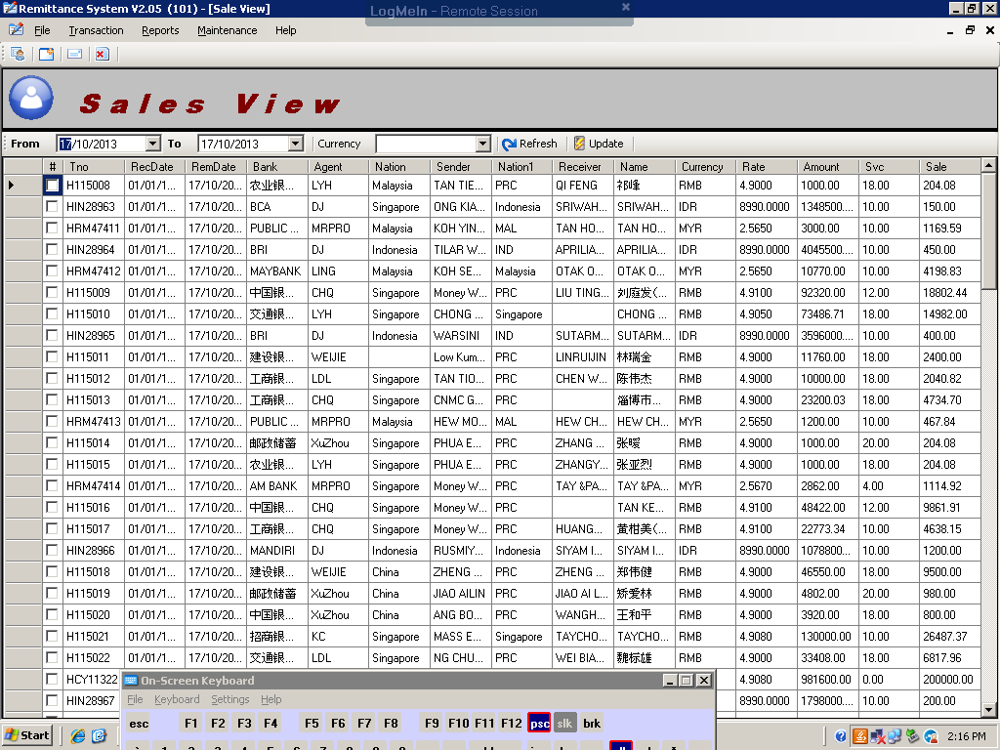 Remittance System V2.05 (101) - [Sale View]
LogMeIn - Remote Session
File Transaction Reports Maintenance Help
Sales View
From 17/10/2013 To 17/10/2013 Currency Refresh Update
# Tno RecDate RemDate Bank Agent Nation Sender Nation1 Receiver Name Currency Rate Amount Svc Sale
H115008 01/01/1... 17/10/20... 农业银... LYH Malaysia TAN TIE... PRC QI FENG 祁峰 RMB 4.9000 1000.00 18.00 204.08
HIN28963 01/01/1... 17/10/20... BCA DJ Singapore ONG KIA... Indonesia SRIWAH... SRIWAH... IDR 8990.0000 1348500.... 10.00 150.00
HRM47411 01/01/1... 17/10/20... PUBLIC ... MRPRO Malaysia KOH YIN... MAL TAN HO... TAN HO... MYR 2.5650 3000.00 10.00 1169.59
HIN28964 01/01/1... 17/10/20... BRI DJ Indonesia TILAR W... IND APRILIA... APRILIA... IDR 8990.0000 4045500.... 10.00 450.00
HRM47412 01/01/1... 17/10/20... MAYBANK LING Malaysia KOH SE... Malaysia OTAK O... OTAK O... MYR 2.5650 10770.00 10.00 4198.83
H115009 01/01/1... 17/10/20... 中国银... CHQ Singapore Money W... PRC LIU TING... 刘庭发(... RMB 4.9100 92320.00 12.00 18802.44
H115010 01/01/1... 17/10/20... 交通银... LYH Singapore CHONG ... Singapore CHONG ... RMB 4.9050 73486.71 18.00 14982.00
HIN28965 01/01/1... 17/10/20... BRI DJ Indonesia WARSINI IND SUTARM... SUTARM... IDR 8990.0000 3596000.... 10.00 400.00
H115011 01/01/1... 17/10/20... 建设银... WEIJIE Low Kum... PRC LINRUIJIN 林瑞金 RMB 4.9000 11760.00 18.00 2400.00
H115012 01/01/1... 17/10/20... 工商银... LDL Singapore TAN TIO... PRC CHEN W... 陈伟杰 RMB 4.9000 10000.00 18.00 2040.82
H115013 01/01/1... 17/10/20... 工商银... CHQ Singapore CNMC G... PRC 淄博市... RMB 4.9000 23200.03 18.00 4734.70
HRM47413 01/01/1... 17/10/20... PUBLIC ... MRPRO Malaysia HEW MO... MAL HEW CH... HEW CH... MYR 2.5650 1200.00 10.00 467.84
H115014 01/01/1... 17/10/20... 邮政储蓄 XuZhou Singapore PHUA E... PRC ZHANG ... 张暖 RMB 4.9000 1000.00 20.00 204.08
H115015 01/01/1... 17/10/20... 农业银... LYH Singapore PHUA E... PRC ZHANGY... 张亚烈 RMB 4.9000 1000.00 18.00 204.08
HRM47414 01/01/1... 17/10/20... AM BANK MRPRO Singapore Money W... PRC TAY &PA... TAY &PA... MYR 2.5670 2862.00 4.00 1114.92
H115016 01/01/1... 17/10/20... 中国银... CHQ Singapore Money W... PRC TAN KE... RMB 4.9100 48422.00 12.00 9861.91
H115017 01/01/1... 17/10/20... 工商银... CHQ Singapore Money W... PRC HUANG... 黄柑美(... RMB 4.9100 22773.34 10.00 4638.15
HIN28966 01/01/1... 17/10/20... MANDIRI DJ Indonesia RUSMIY... Indonesia SIYAM I... SIYAM I... IDR 8990.0000 1078800.... 10.00 1200.00
H115018 01/01/1... 17/10/20... 建设银... WEIJIE China ZHENG ... PRC ZHENG ... 郑伟健 RMB 4.9000 46550.00 18.00 9500.00
H115019 01/01/1... 17/10/20... 邮政储蓄 XuZhou China JIAO AILIN PRC JIAO AI L... 矫爱林 RMB 4.9000 4802.00 20.00 980.00
H115020 01/01/1... 17/10/20... 中国银... XuZhou China ANG BO... PRC WANGH... 王和平 RMB 4.9000 3920.00 18.00 800.00
H115021 01/01/1... 17/10/20... 招商银... KC Singapore MASS E... Singapore TAYCHO... TAYCHO... RMB 4.9080 130000.00 10.00 26487.37
H115022 01/01/1... 17/10/20... 交通银... LDL Singapore NG CHU... PRC WEI BIA... 魏标雄 RMB 4.9000 33408.00 18.00 6817.96
HCY11322 4.9080 981600.00 0.00 200000.00
HIN28967 8990.0000 1798000.... 10.00 200.00
On-Screen Keyboard
File Keyboard Settings Help
esc F1 F2 F3 F4 F5 F6 F7 F8 F9 F10 F11 F12 psc slk brk
Start 2:16 PM